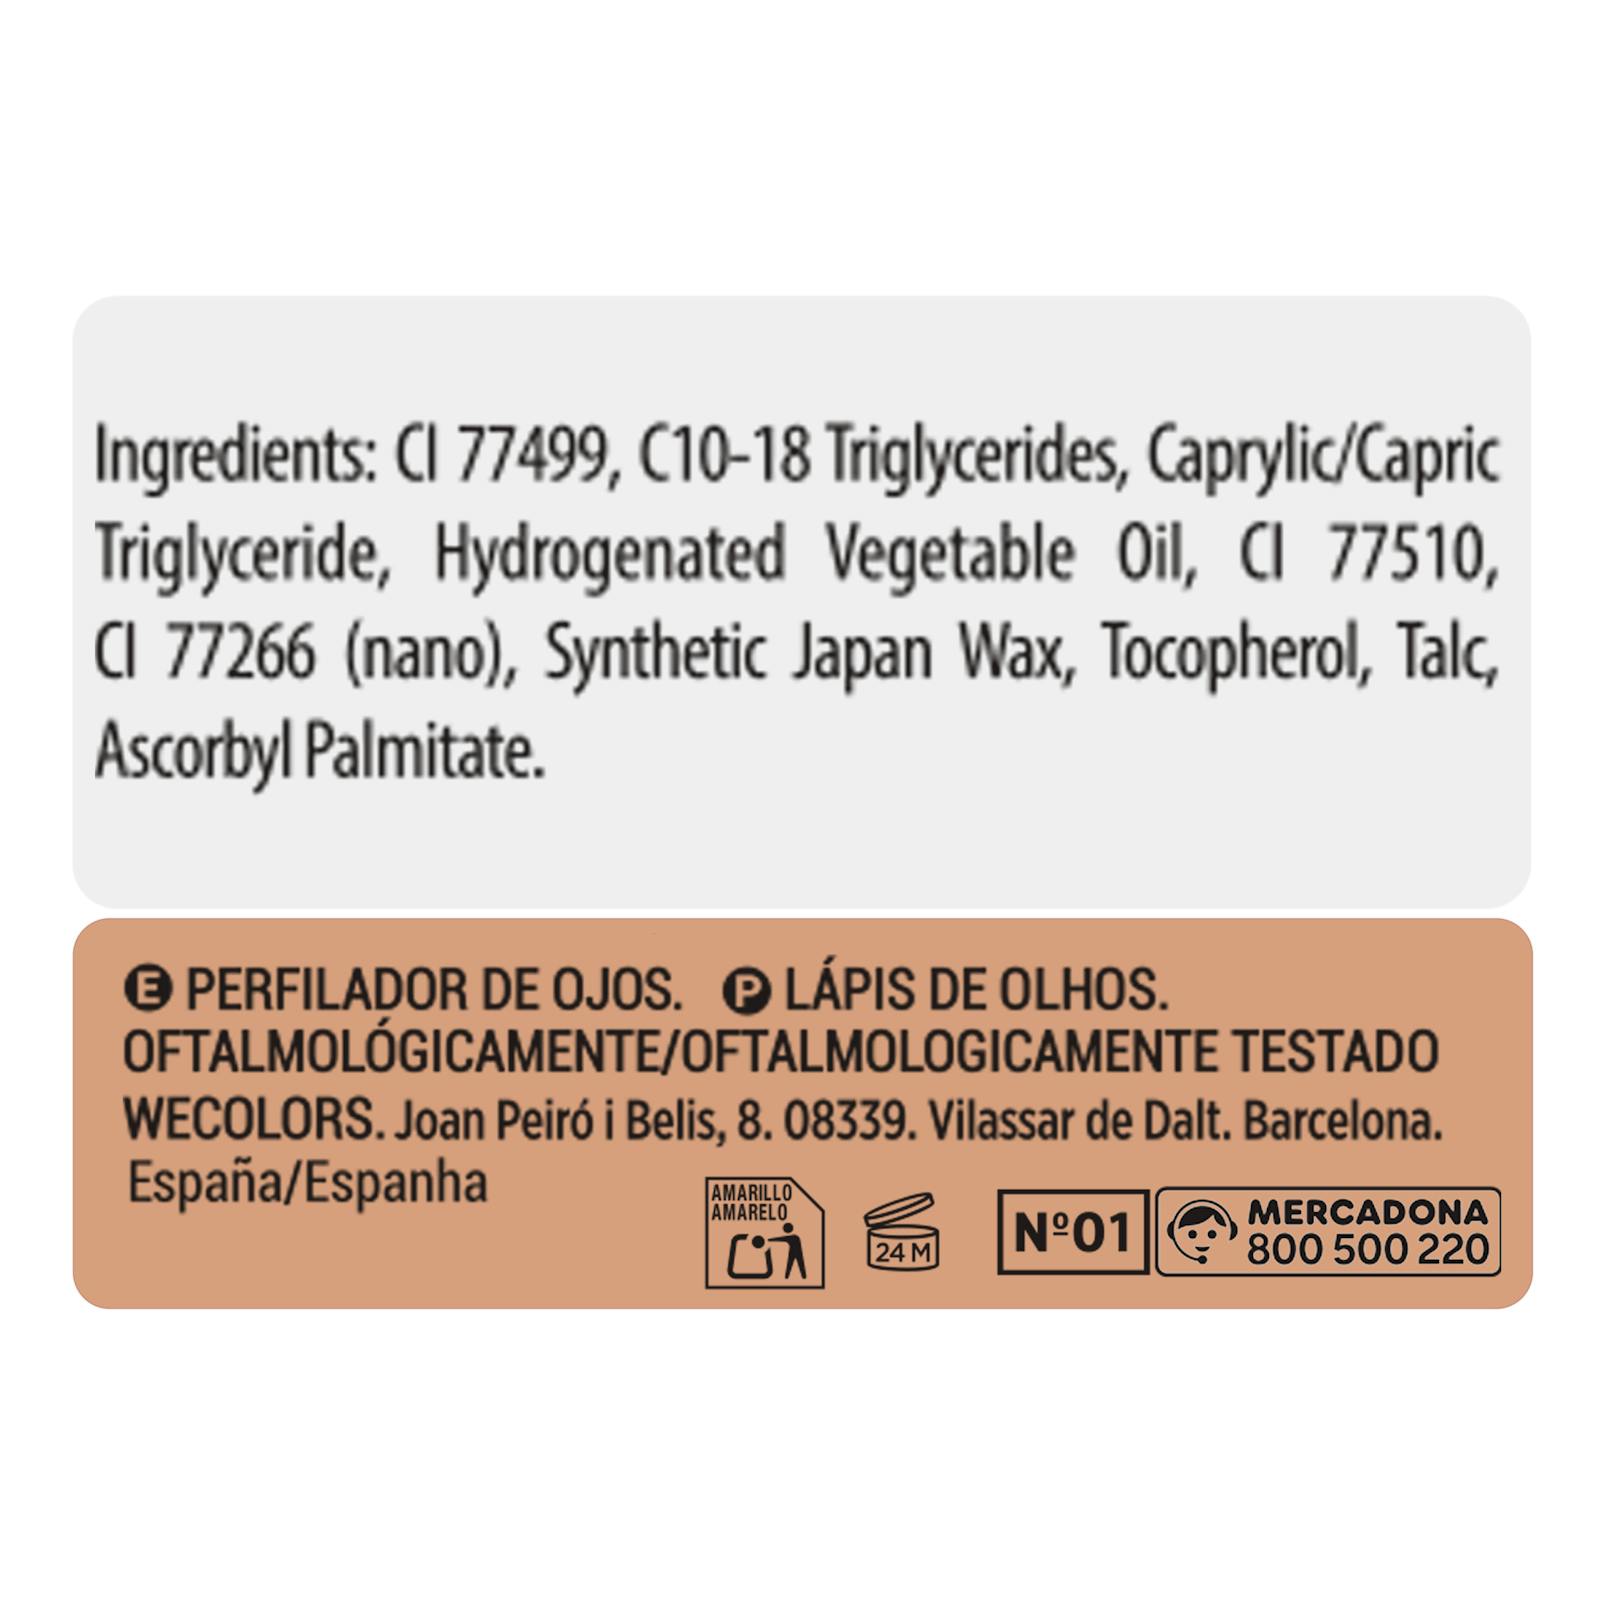 Ingredients: CI 77499, C10-18 Triglycerides, Caprylic/Capric
Triglyceride, Hydrogenated Vegetable Oil, CI 77510,
CI 77266 (nano), Synthetic Japan Wax, Tocopherol, Talc,
Ascorbyl Palmitate.
E PERFILADOR DE OJOS. P LÁPIS DE OLHOS.
OFTALMOLÓGICAMENTE/OFTALMOLOGICAMENTE TESTADO
WECOLORS. Joan Peiró i Belis, 8. 08339. Vilassar de Dalt. Barcelona.
España/Espanha
AMARILLO
AMARELO
24 M
Nº01
MERCADONA
800 500 220